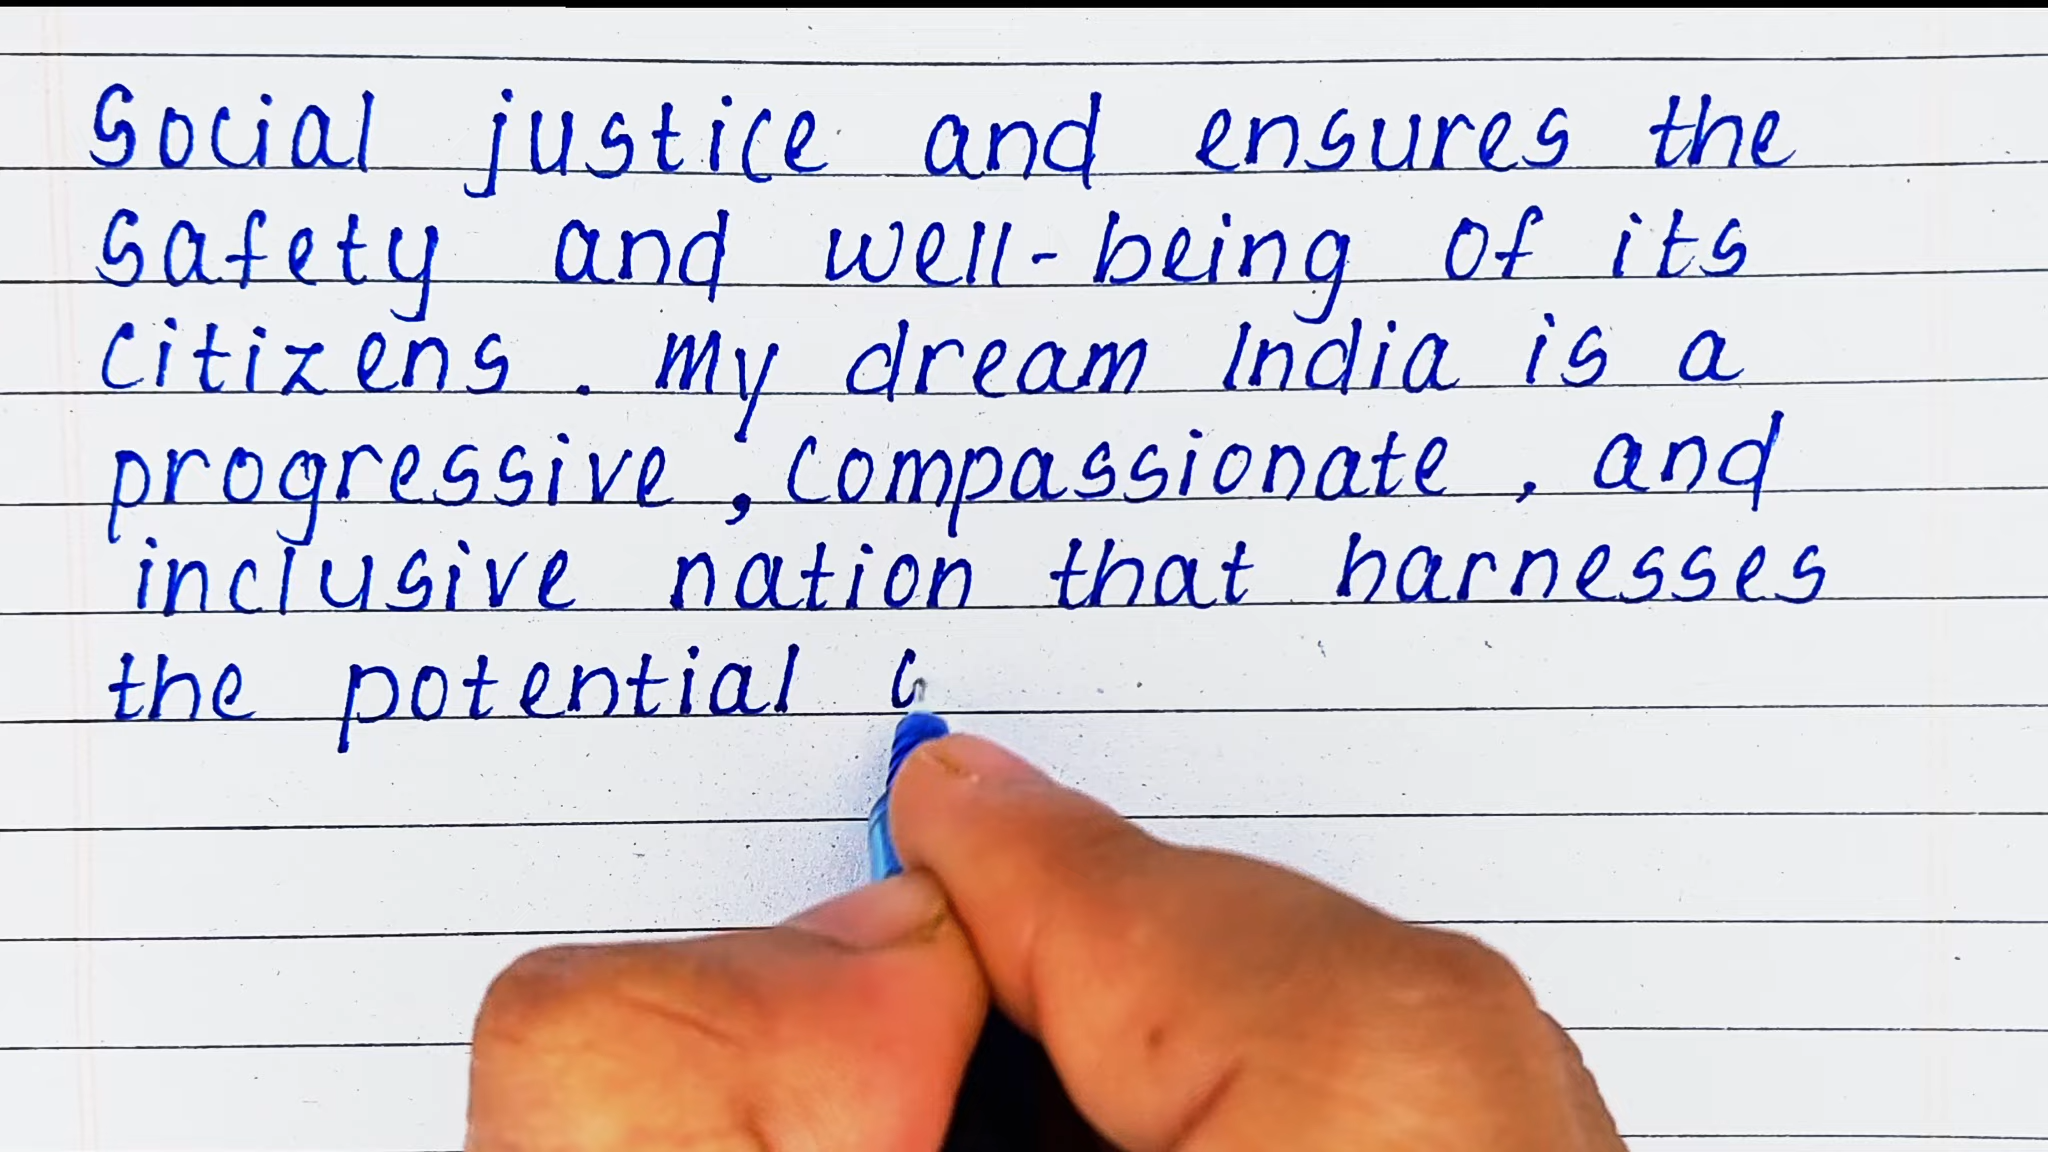 Social justice and ensures the
safety and well-being of its
citizens. My dream India is a
progressive, compassionate, and
inclusive nation that harnesses
the potential